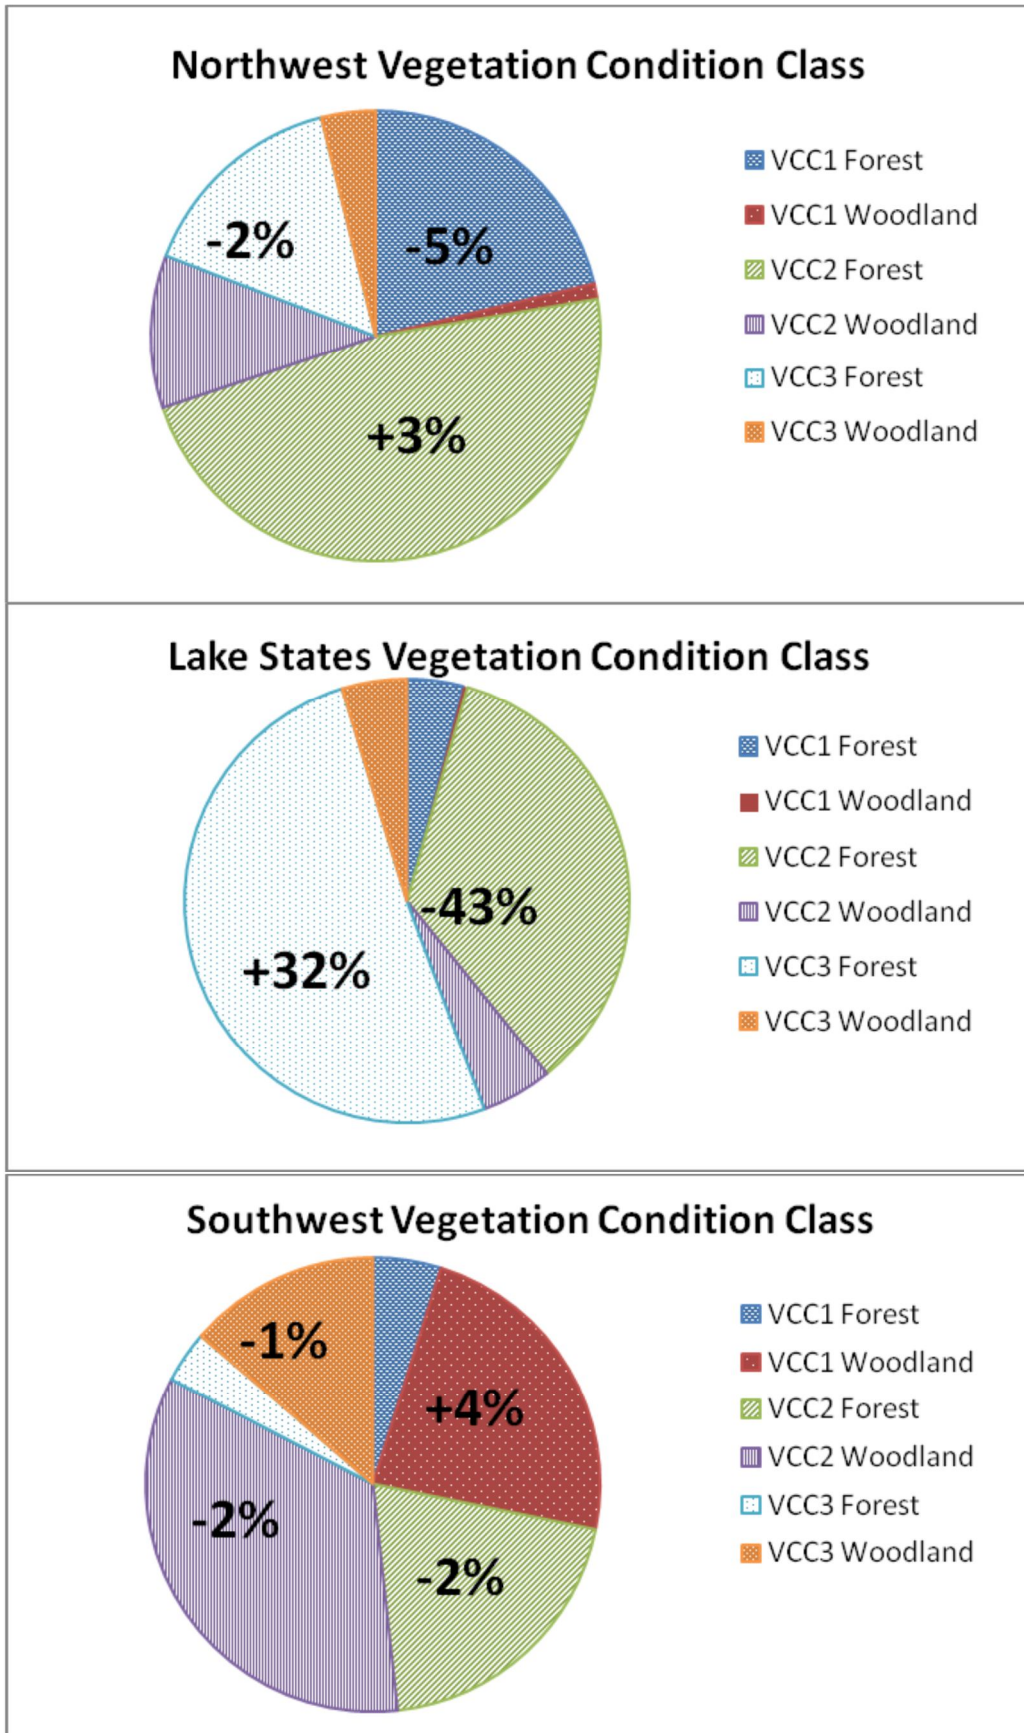 Northwest Vegetation Condition Class
VCC1 Forest
VCC1 Woodland
VCC2 Forest
VCC2 Woodland
VCC3 Forest
VCC3 Woodland
-2%
-5%
+3%
Lake States Vegetation Condition Class
VCC1 Forest
VCC1 Woodland
VCC2 Forest
VCC2 Woodland
VCC3 Forest
VCC3 Woodland
-43%
+32%
Southwest Vegetation Condition Class
VCC1 Forest
VCC1 Woodland
VCC2 Forest
VCC2 Woodland
VCC3 Forest
VCC3 Woodland
-1%
+4%
-2%
-2%